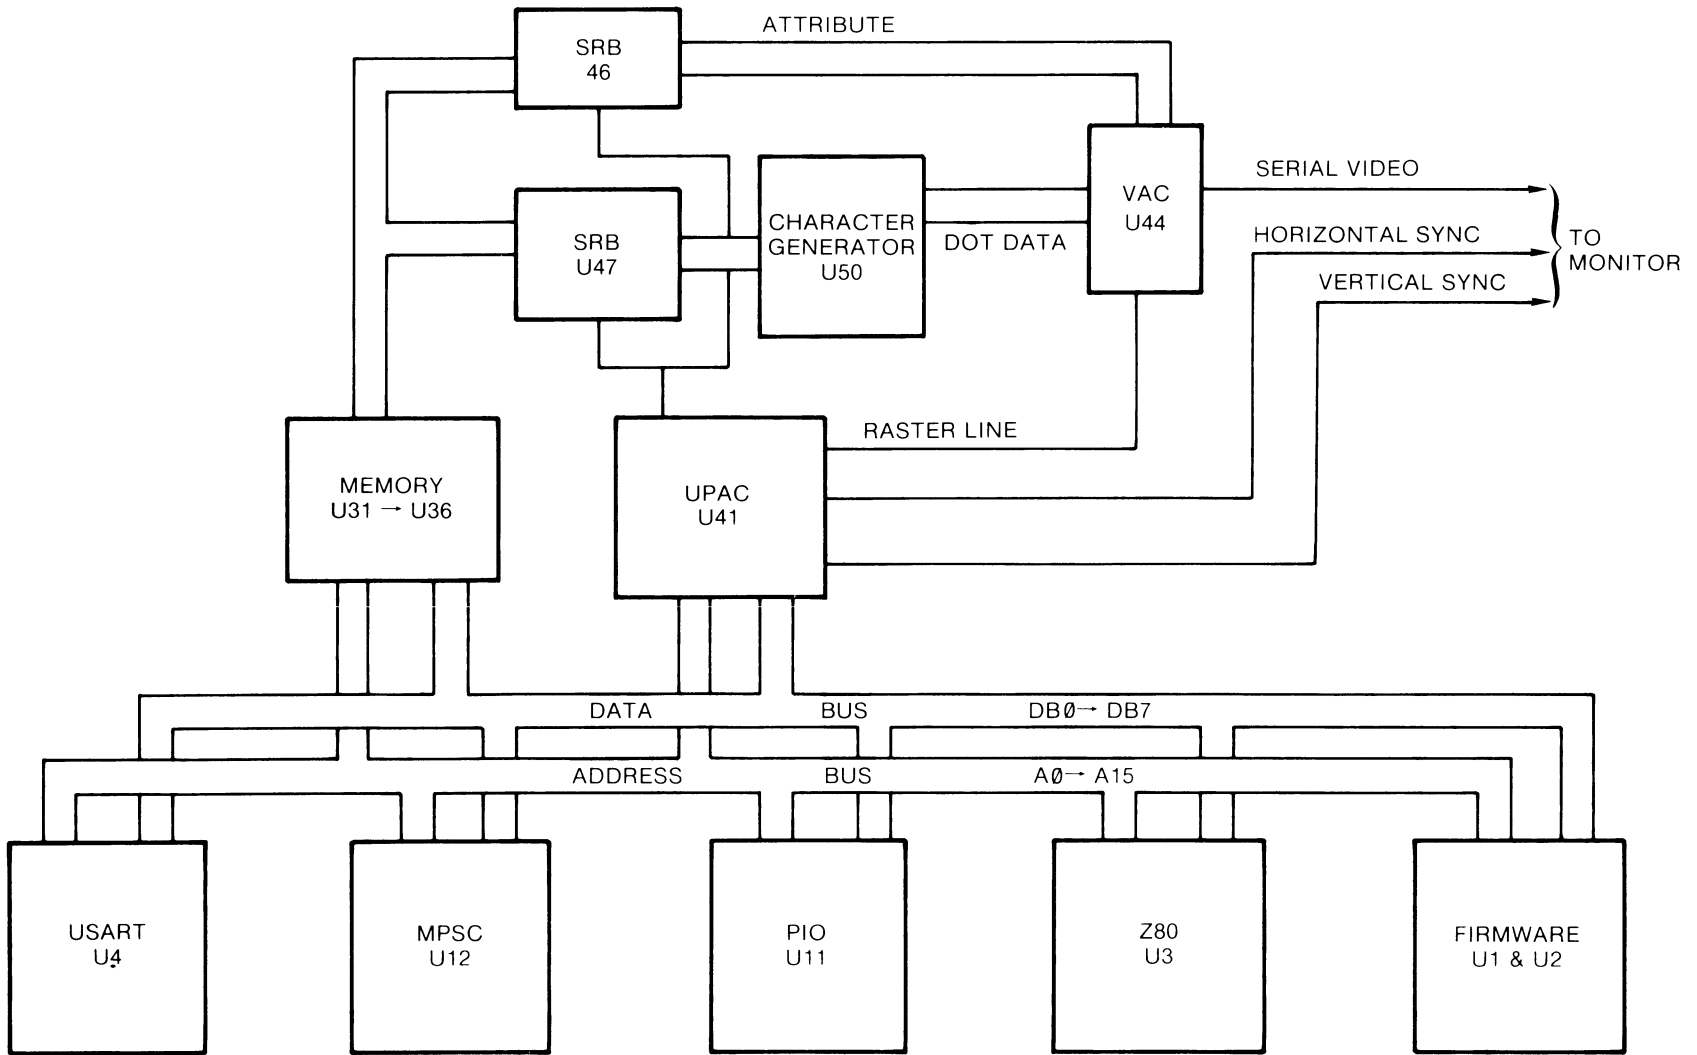 ATTRIBUTE
SRB
46
SERIAL VIDEO
VAC
U44
CHARACTER
GENERATOR
U50
DOT DATA
SRB
U47
HORIZONTAL SYNC
TO
MONITOR
VERTICAL SYNC
RASTER LINE
MEMORY
U31 → U36
UPAC
U41
DATA BUS DB0̸ → DB7
ADDRESS BUS A0̸ → A15
USART
U4
MPSC
U12
PIO
U11
Z80
U3
FIRMWARE
U1 & U2